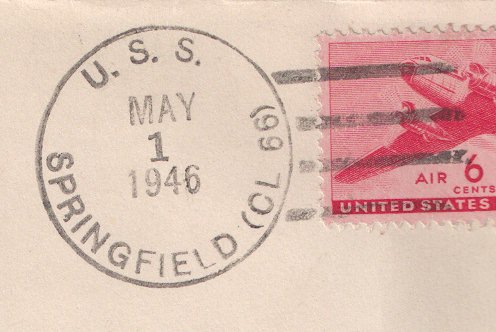 U. S. S.
MAY
1
1946
SPRINGFIELD (CL 66)
AIR 6
CENTS
UNITED STATES